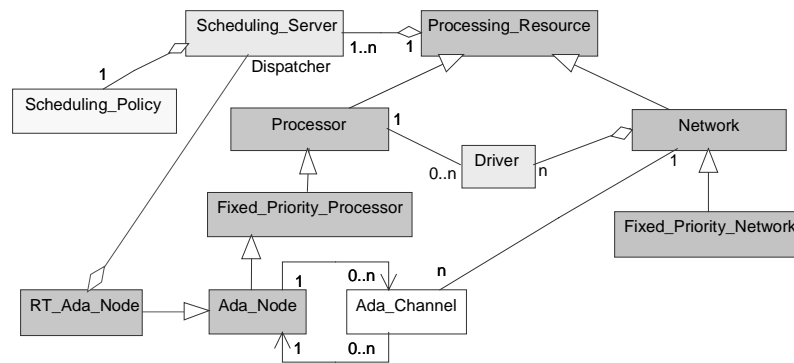 Scheduling_Server
Processing_Resource
1..n
1
Dispatcher
1
Scheduling_Policy
Processor
1
Network
1
Driver
0..n
n
Fixed_Priority_Processor
Fixed_Priority_Network
1
0..n
n
RT_Ada_Node
Ada_Node
Ada_Channel
1
0..n